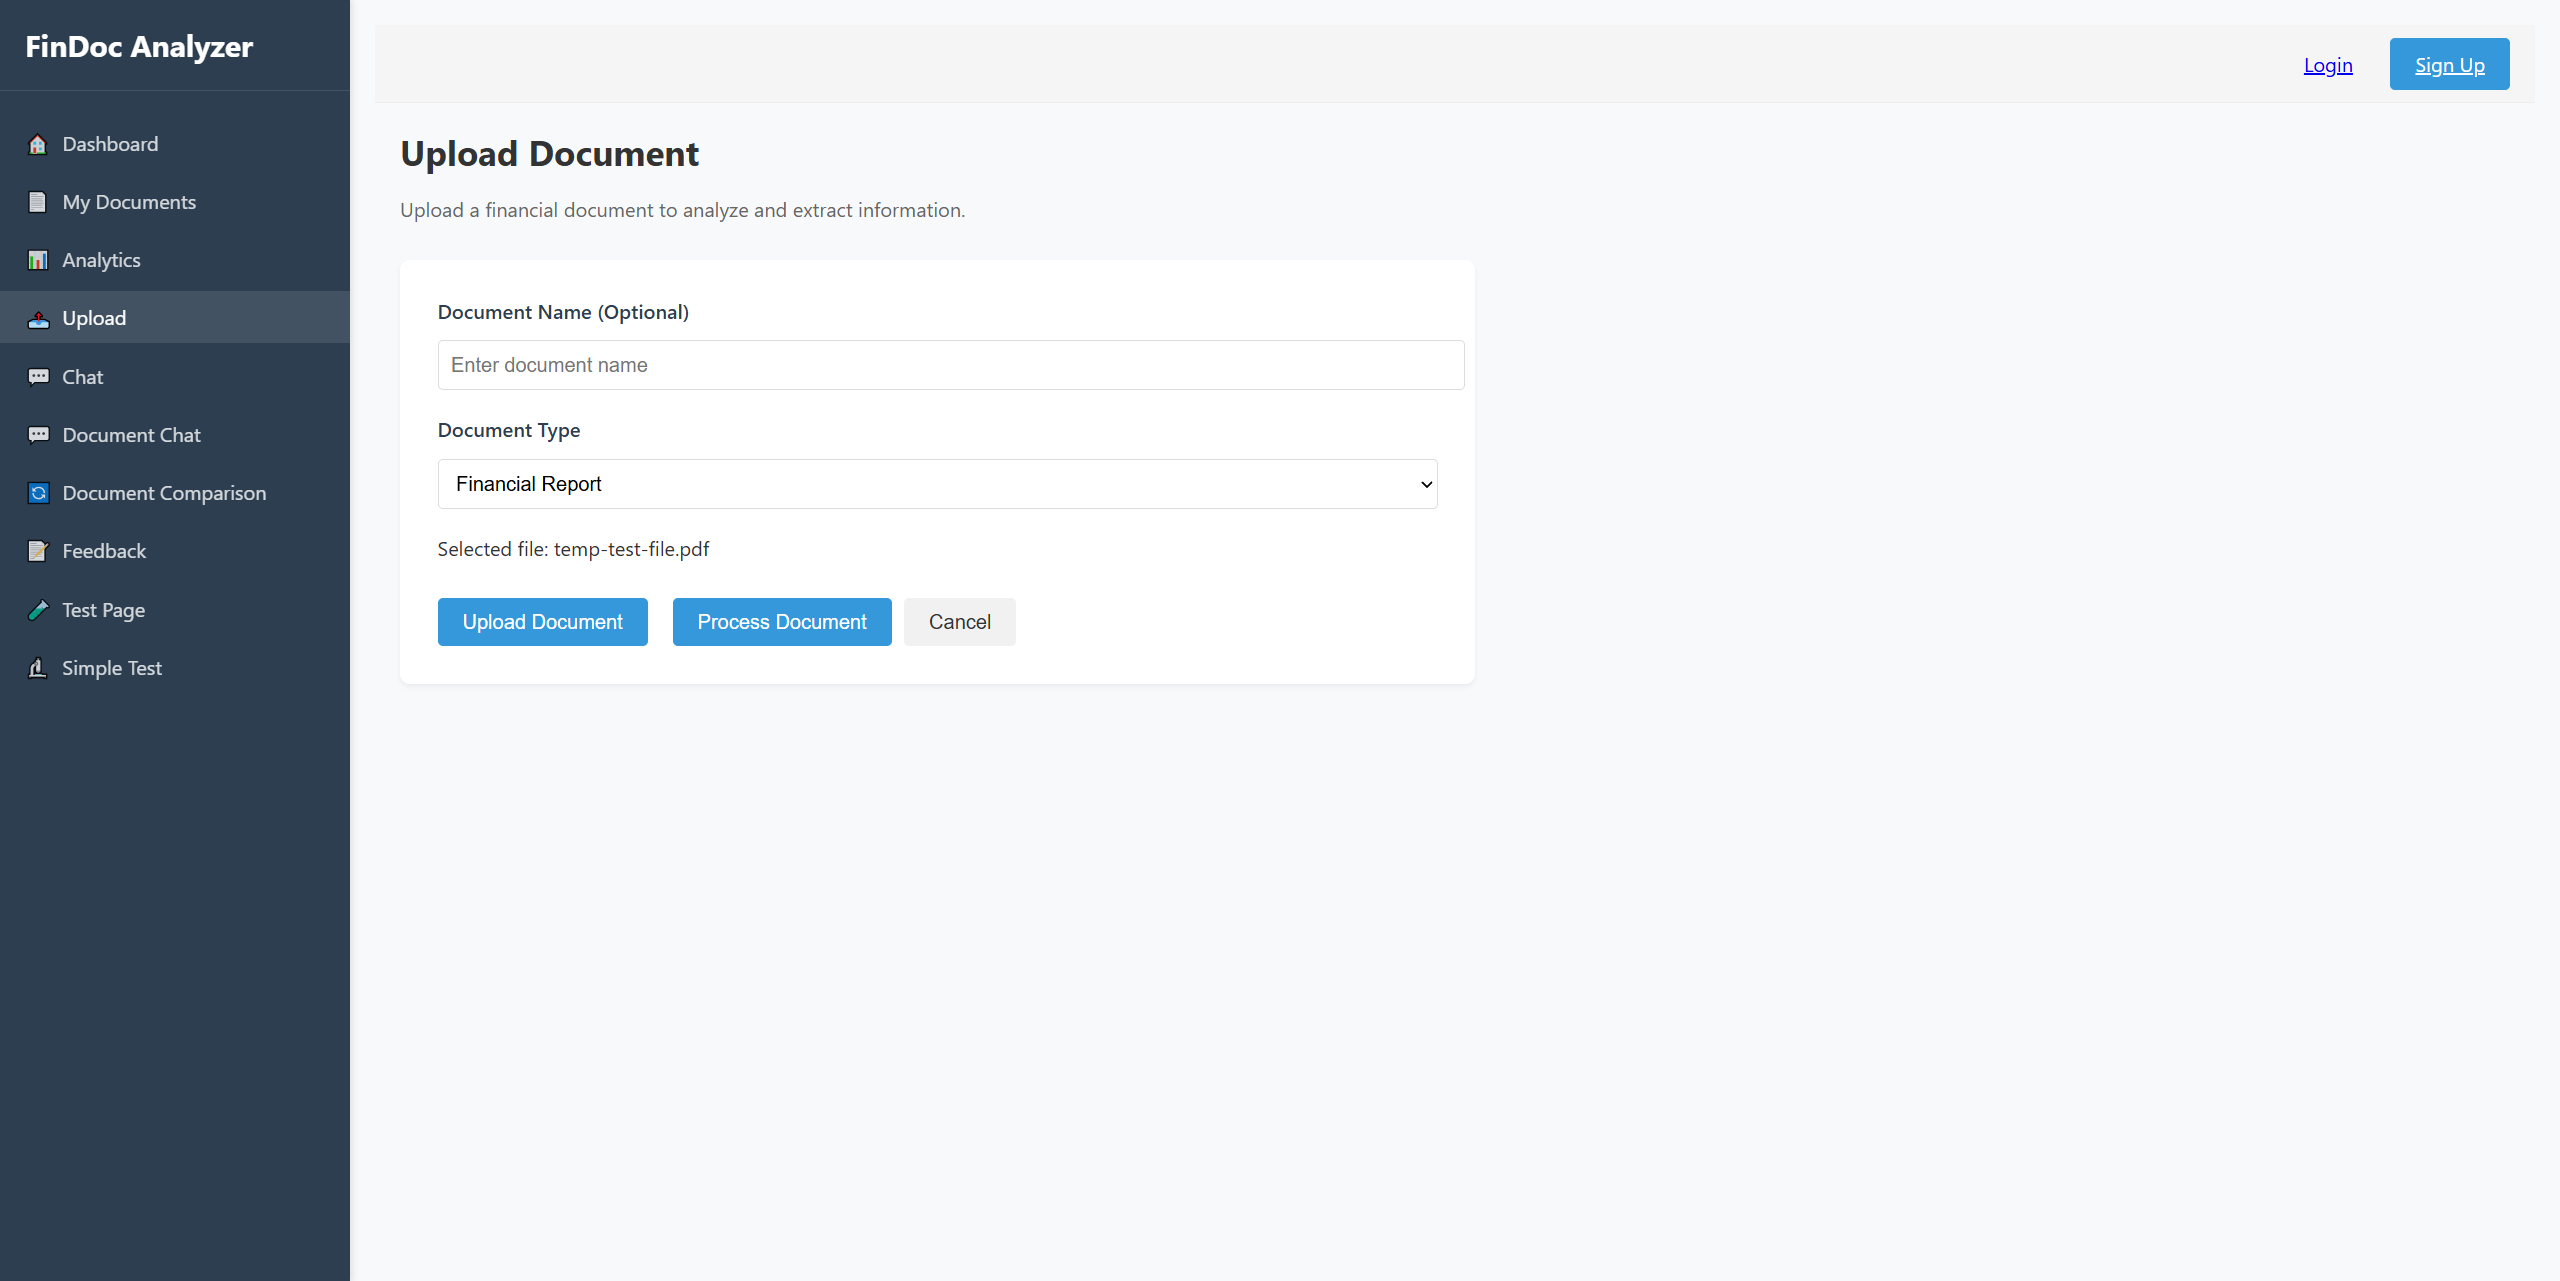 FinDoc Analyzer
Dashboard
My Documents
Analytics
Upload
Chat
Document Chat
Document Comparison
Feedback
Test Page
Simple Test
Login
Sign Up
Upload Document
Upload a financial document to analyze and extract information.
Document Name (Optional)
Enter document name
Document Type
Financial Report
Selected file: temp-test-file.pdf
Upload Document
Process Document
Cancel